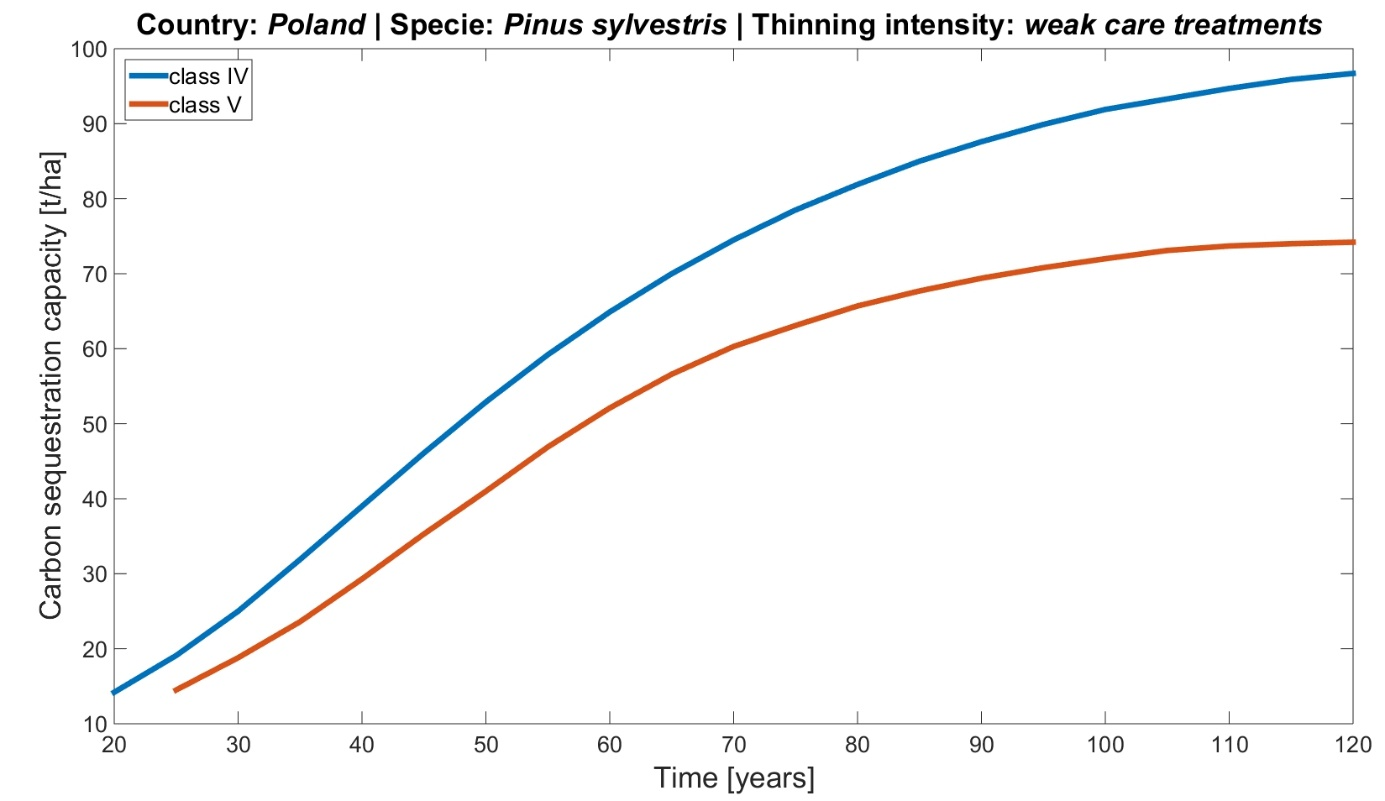 Country: Poland | Specie: Pinus sylvestris | Thinning intensity: weak care treatments
class IV
class V
Carbon sequestration capacity [t/ha]
100
90
80
70
60
50
40
30
20
10
20 30 40 50 60 70 80 90 100 110 120
Time [years]